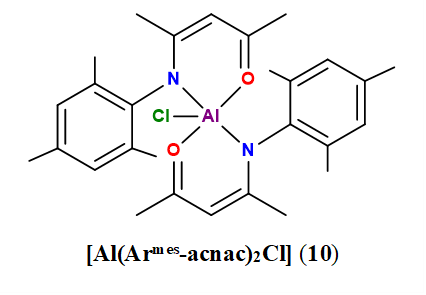 N O
Cl Al
O N
[Al(Arᵐᵉˢ-acnac)₂Cl] (10)